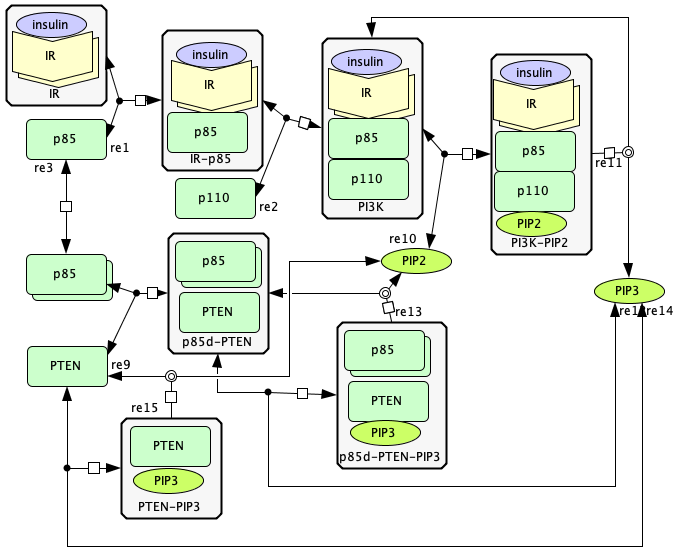 insulin
IR
IR
insulin
IR
p85
IR-p85
insulin
IR
p85
p110
PI3K
insulin
IR
p85
p110
PIP2
PI3K-PIP2
p85
re1
re3
p110
re2
re11
re10
PIP2
p85
p85
PTEN
p85d-PTEN
PIP3
re14
re13
PTEN
re9
p85
PTEN
PIP3
p85d-PTEN-PIP3
re15
PTEN
PIP3
PTEN-PIP3